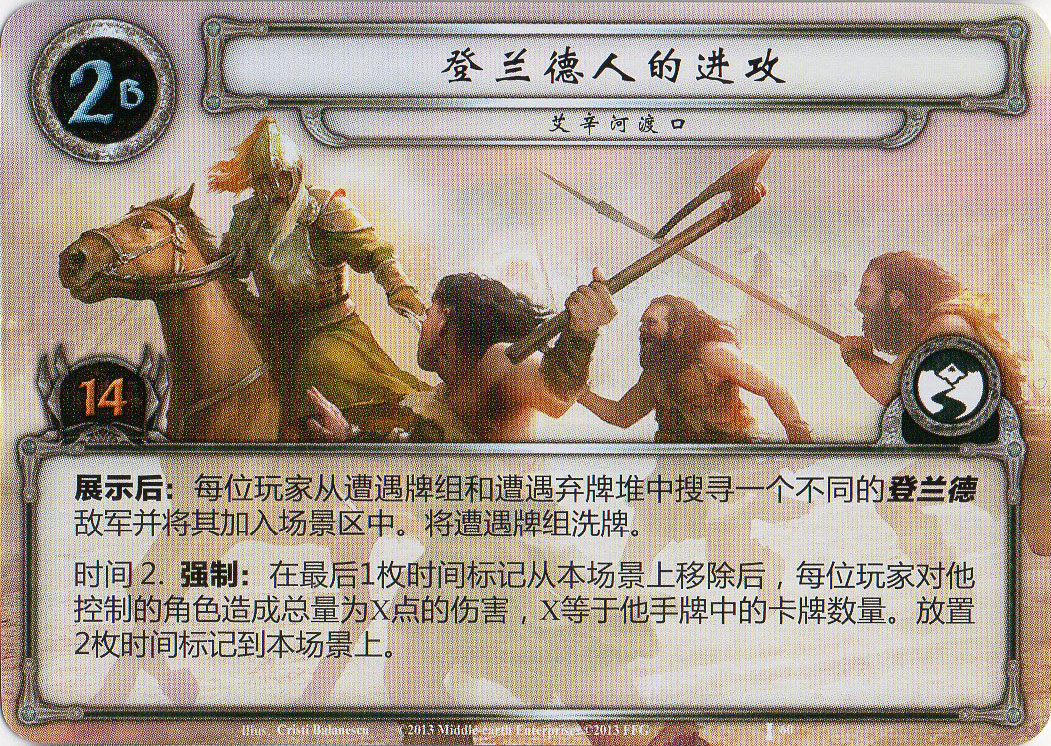 2B
登兰德人的进攻
艾辛河渡口
14
展示后：每位玩家从遭遇牌组和遭遇弃牌堆中搜寻一个不同的登兰德
敌军并将其加入场景区中。将遭遇牌组洗牌。
时间 2. 强制：在最后1枚时间标记从本场景上移除后，每位玩家对他
控制的角色造成总量为X点的伤害，X等于他手牌中的卡牌数量。放置
2枚时间标记到本场景上。
Illus. Cristi Balanescu ©2013 Middle-earth Enterprises ©2013 FFG